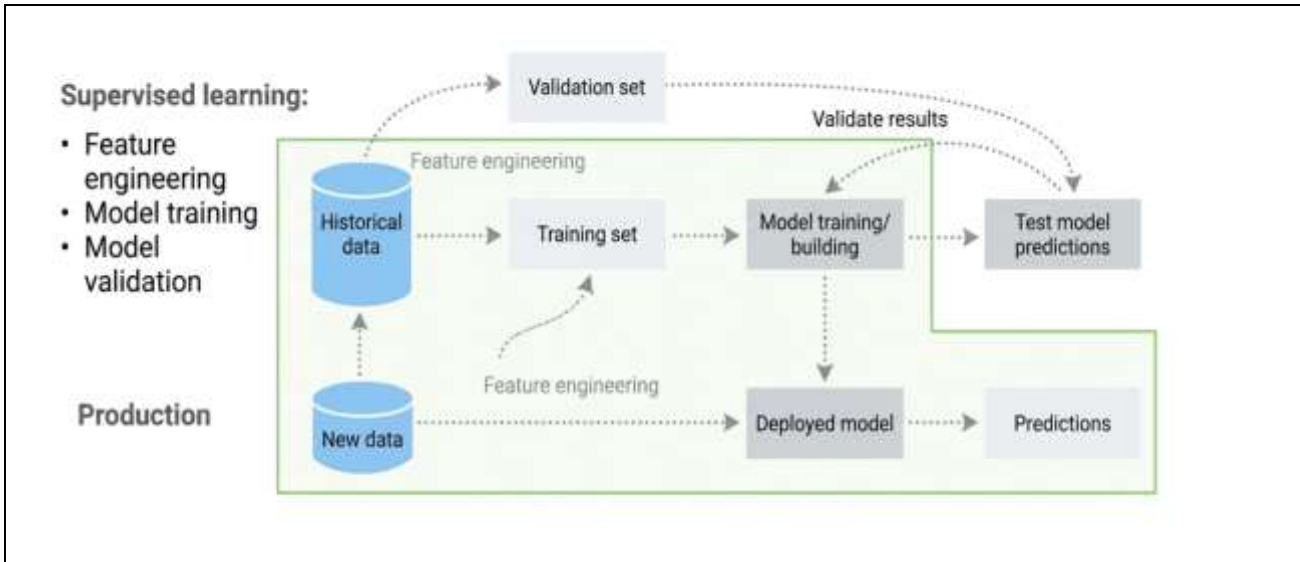 Supervised learning:
• Feature
engineering
• Model training
• Model
validation
Validation set
Validate results
Feature engineering
Historical
data
Training set
Model training/
building
Test model
predictions
Feature engineering
Production
New data
Deployed model
Predictions